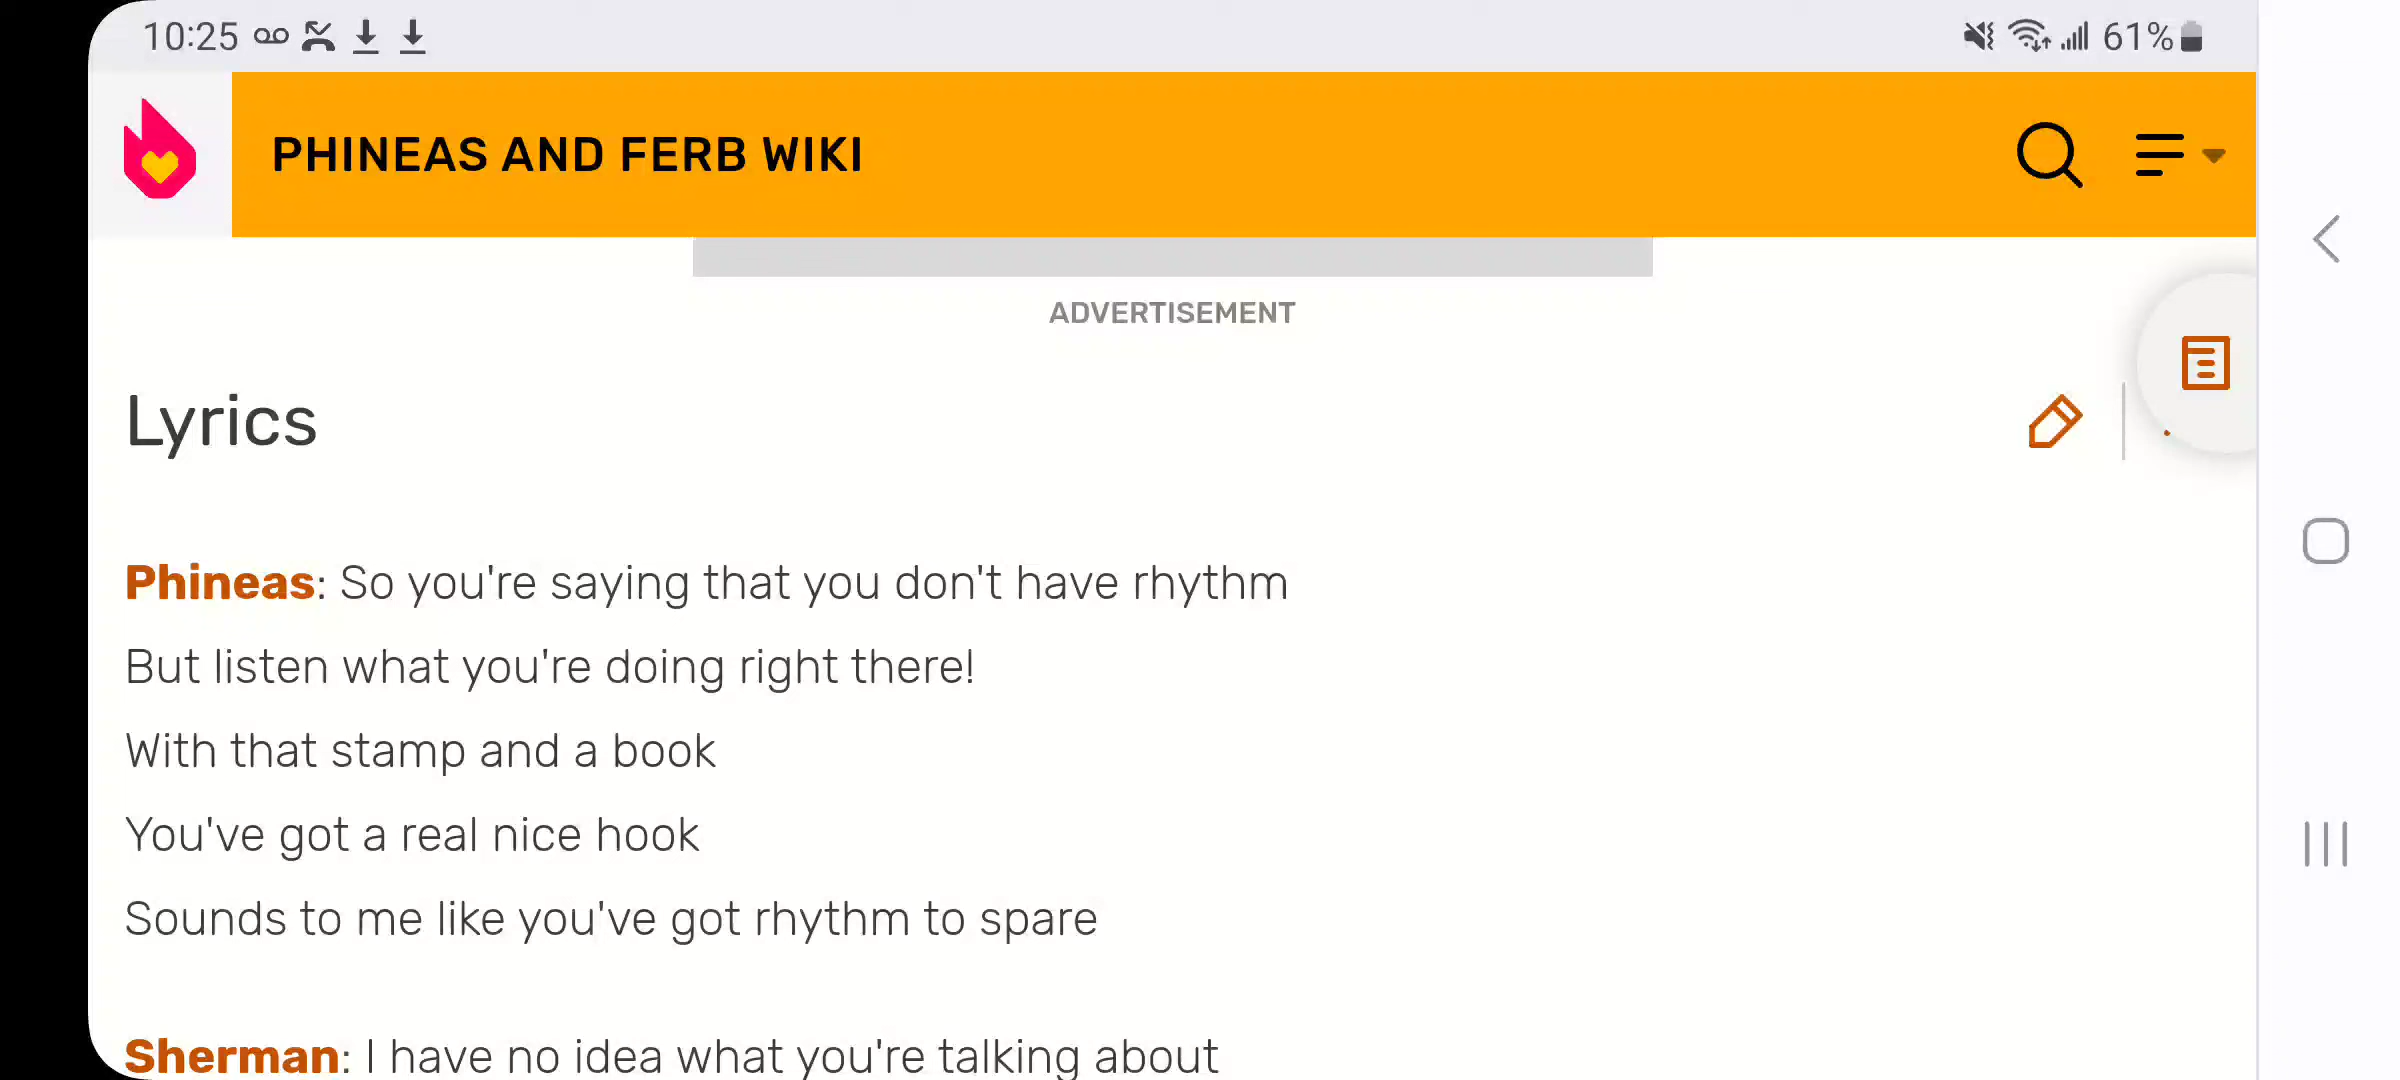 10:25
61%
PHINEAS AND FERB WIKI
ADVERTISEMENT
Lyrics
Phineas: So you're saying that you don't have rhythm
But listen what you're doing right there!
With that stamp and a book
You've got a real nice hook
Sounds to me like you've got rhythm to spare
Sherman: I have no idea what you're talking about